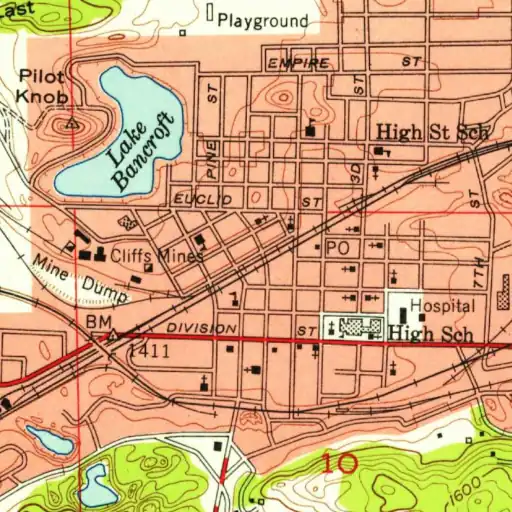 Last
Playground
EMPIRE ST
Pilot
Knob
ST
3D
Lake
Bancroft
High St Sch
PINE
EUCLID ST
ST
7TH
PO
Cliffs Mines
Mine Dump
Hospital
BM
DIVISION ST
High Sch
1411
10
1600